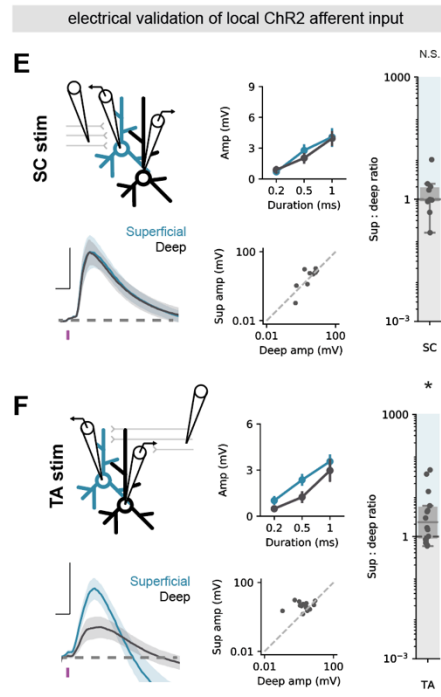 electrical validation of local ChR2 afferent input
E
SC stim
Superficial
Deep
Amp (mV)
9
6
3
0
0.2 0.5 1
Duration (ms)
Sup amp (mV)
100
0.01
0.01 100
Deep amp (mV)
N.S.
Sup : deep ratio
1000
1
10⁻³
SC
F
TA stim
Superficial
Deep
Amp (mV)
6
3
0
0.2 0.5 1
Duration (ms)
Sup amp (mV)
100
0.01
0.01 100
Deep amp (mV)
*
Sup : deep ratio
1000
1
10⁻³
TA